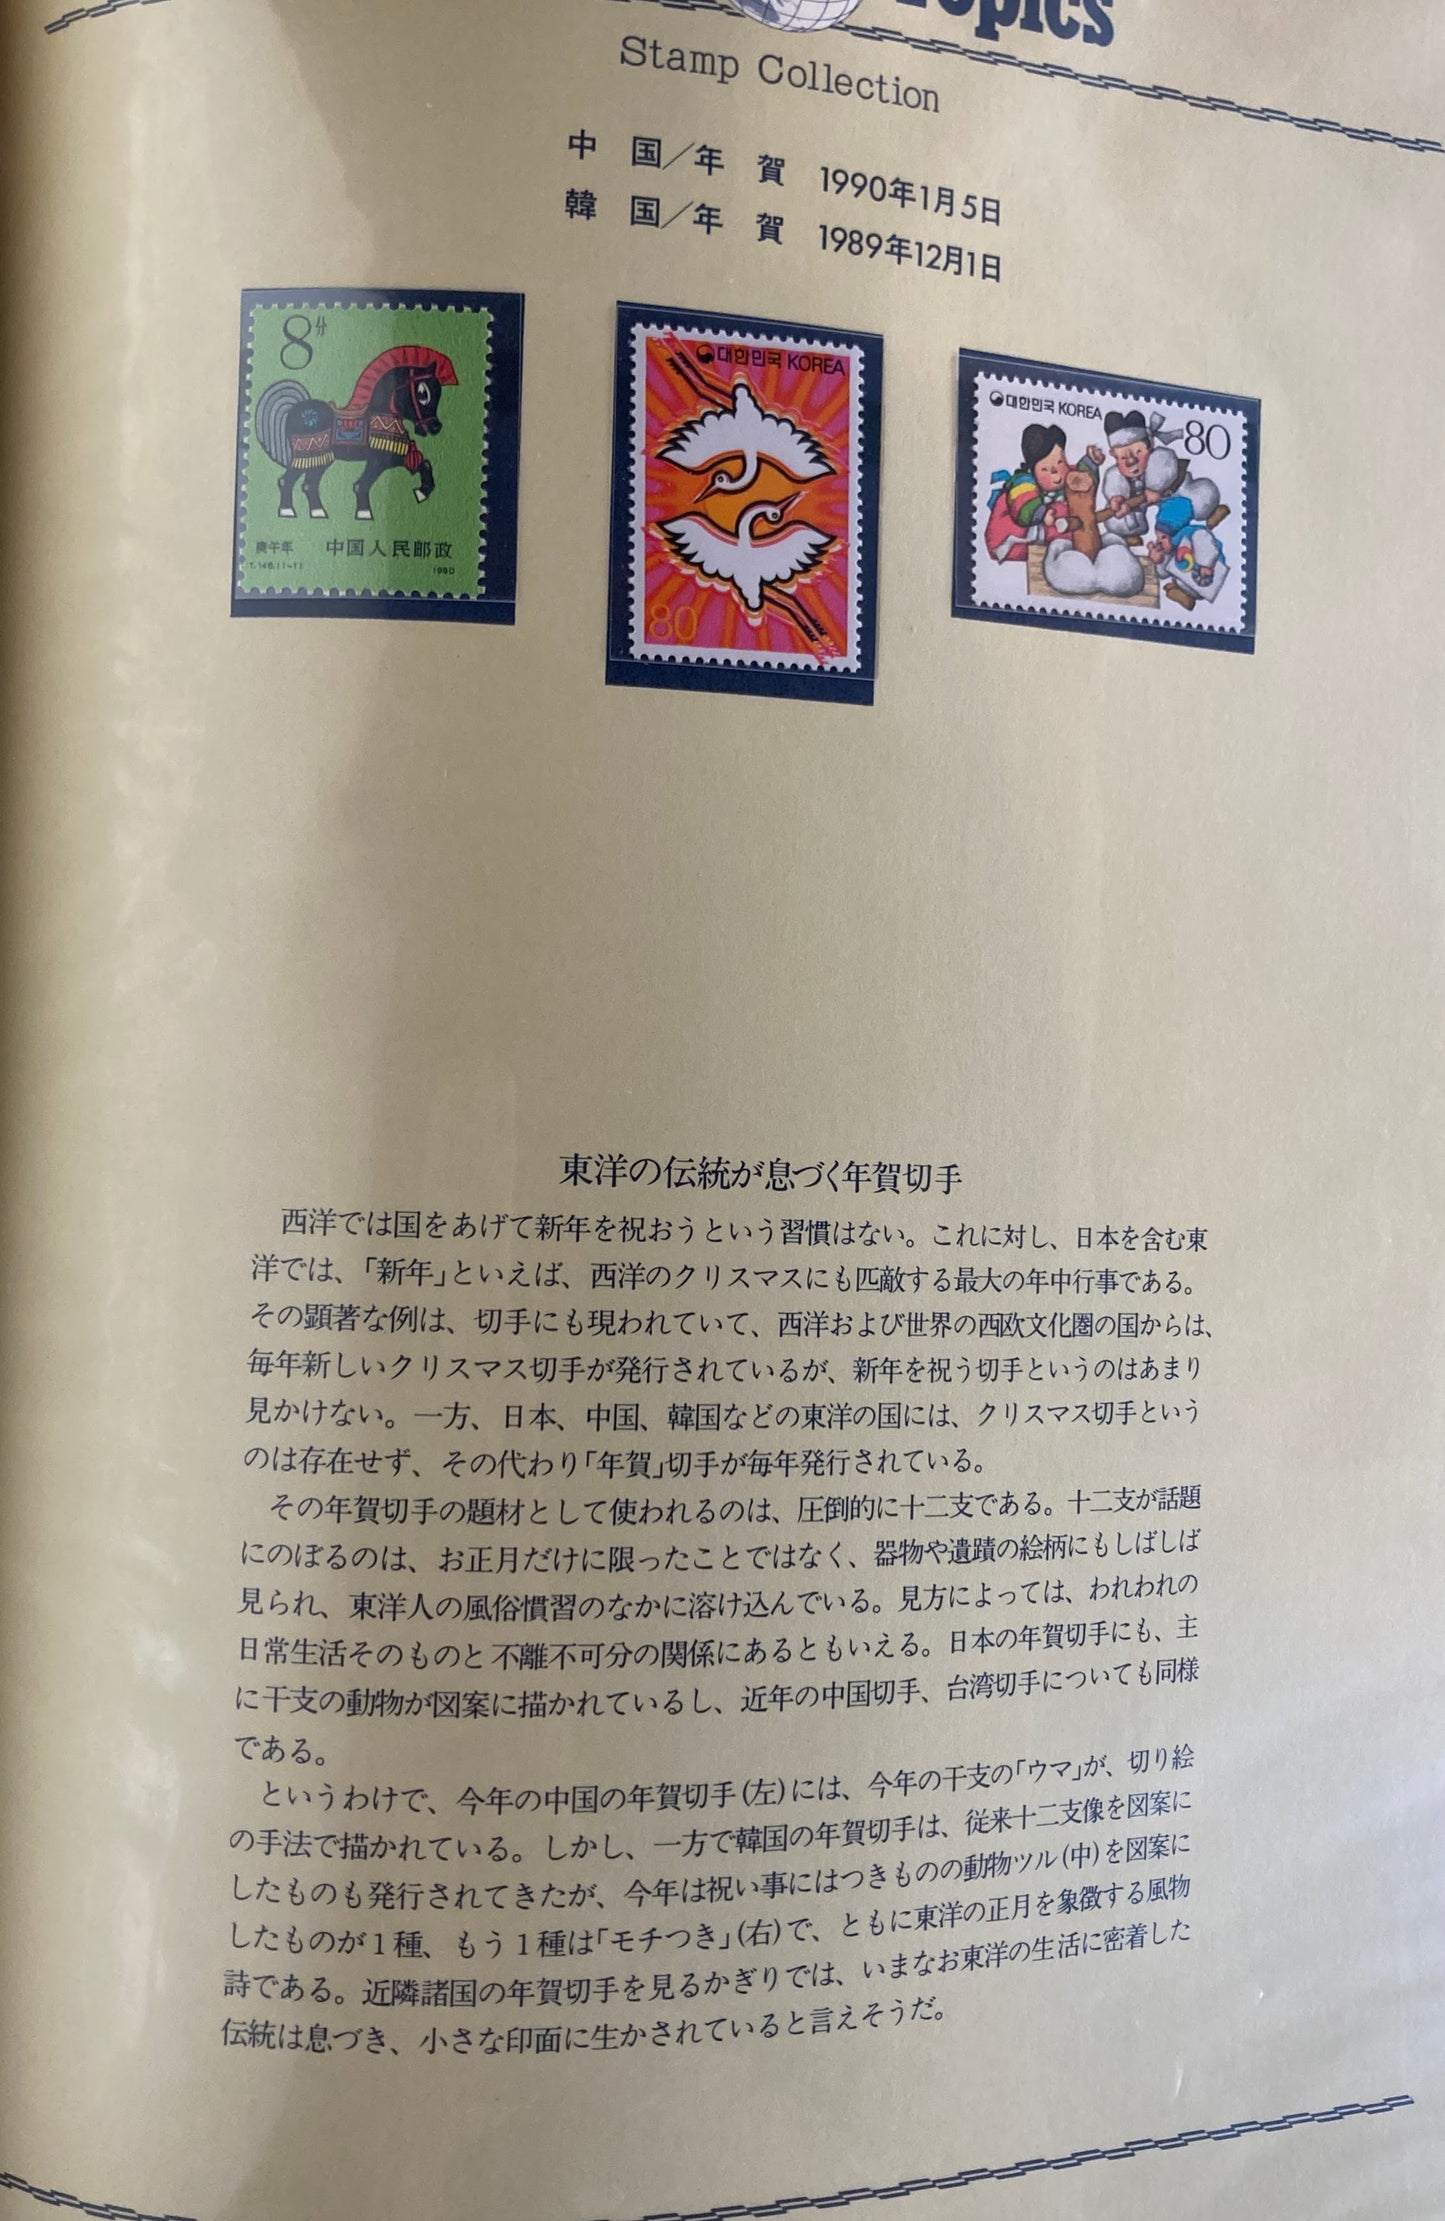 Topics
Stamp Collection
中　国／年　賀　1990年1月5日
韓　国／年　賀　1989年12月1日
8分
庚午年　中国人民邮政
T.146.(1-1)　1990
대한민국 KOREA
80
대한민국 KOREA
80
東洋の伝統が息づく年賀切手
西洋では国をあげて新年を祝おうという習慣はない。これに対し、日本を含む東
洋では、「新年」といえば、西洋のクリスマスにも匹敵する最大の年中行事である。
その顕著な例は、切手にも現われていて、西洋および世界の西欧文化圏の国からは、
毎年新しいクリスマス切手が発行されているが、新年を祝う切手というのはあまり
見かけない。一方、日本、中国、韓国などの東洋の国には、クリスマス切手という
のは存在せず、その代わり「年賀」切手が毎年発行されている。
その年賀切手の題材として使われるのは、圧倒的に十二支である。十二支が話題
にのぼるのは、お正月だけに限ったことではなく、器物や遺蹟の絵柄にもしばしば
見られ、東洋人の風俗慣習のなかに溶け込んでいる。見方によっては、われわれの
日常生活そのものと不離不可分の関係にあるともいえる。日本の年賀切手にも、主
に干支の動物が図案に描かれているし、近年の中国切手、台湾切手についても同様
である。
というわけで、今年の中国の年賀切手(左)には、今年の干支の「ウマ」が、切り絵
の手法で描かれている。しかし、一方で韓国の年賀切手は、従来十二支像を図案に
したものも発行されてきたが、今年は祝い事にはつきものの動物ツル(中)を図案に
したものが1種、もう1種は「モチつき」(右)で、ともに東洋の正月を象徴する風物
詩である。近隣諸国の年賀切手を見るかぎりでは、いまなお東洋の生活に密着した
伝統は息づき、小さな印面に生かされていると言えそうだ。